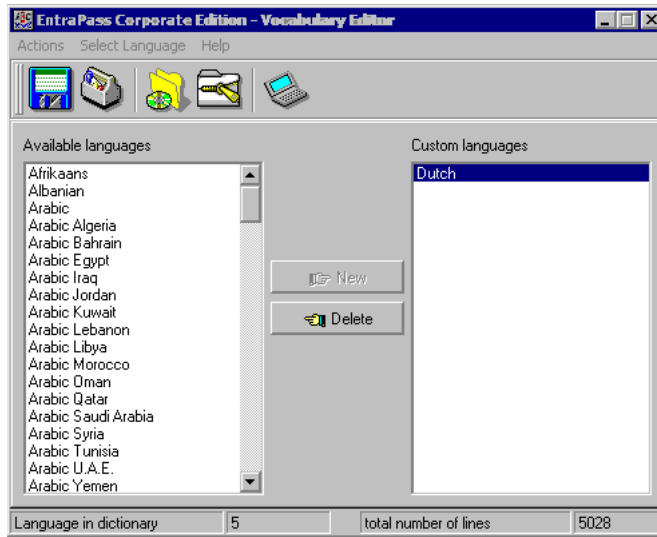 EntraPass Corporate Edition - Vocabulary Editor
Actions Select Language Help
Available languages
Custom languages
Afrikaans
Albanian
Arabic
Arabic Algeria
Arabic Bahrain
Arabic Egypt
Arabic Iraq
Arabic Jordan
Arabic Kuwait
Arabic Lebanon
Arabic Libya
Arabic Morocco
Arabic Oman
Arabic Qatar
Arabic Saudi Arabia
Arabic Syria
Arabic Tunisia
Arabic U.A.E.
Arabic Yemen
New
Delete
Dutch
Language in dictionary 5 total number of lines 5028